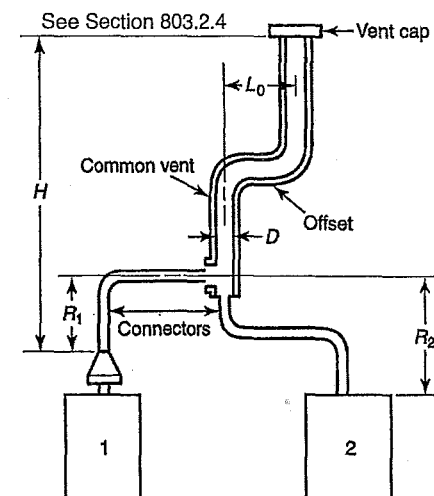 See Section 803.2.4
Vent cap
L0
Common vent
H
Offset
D
R1
Connectors
R2
1
2